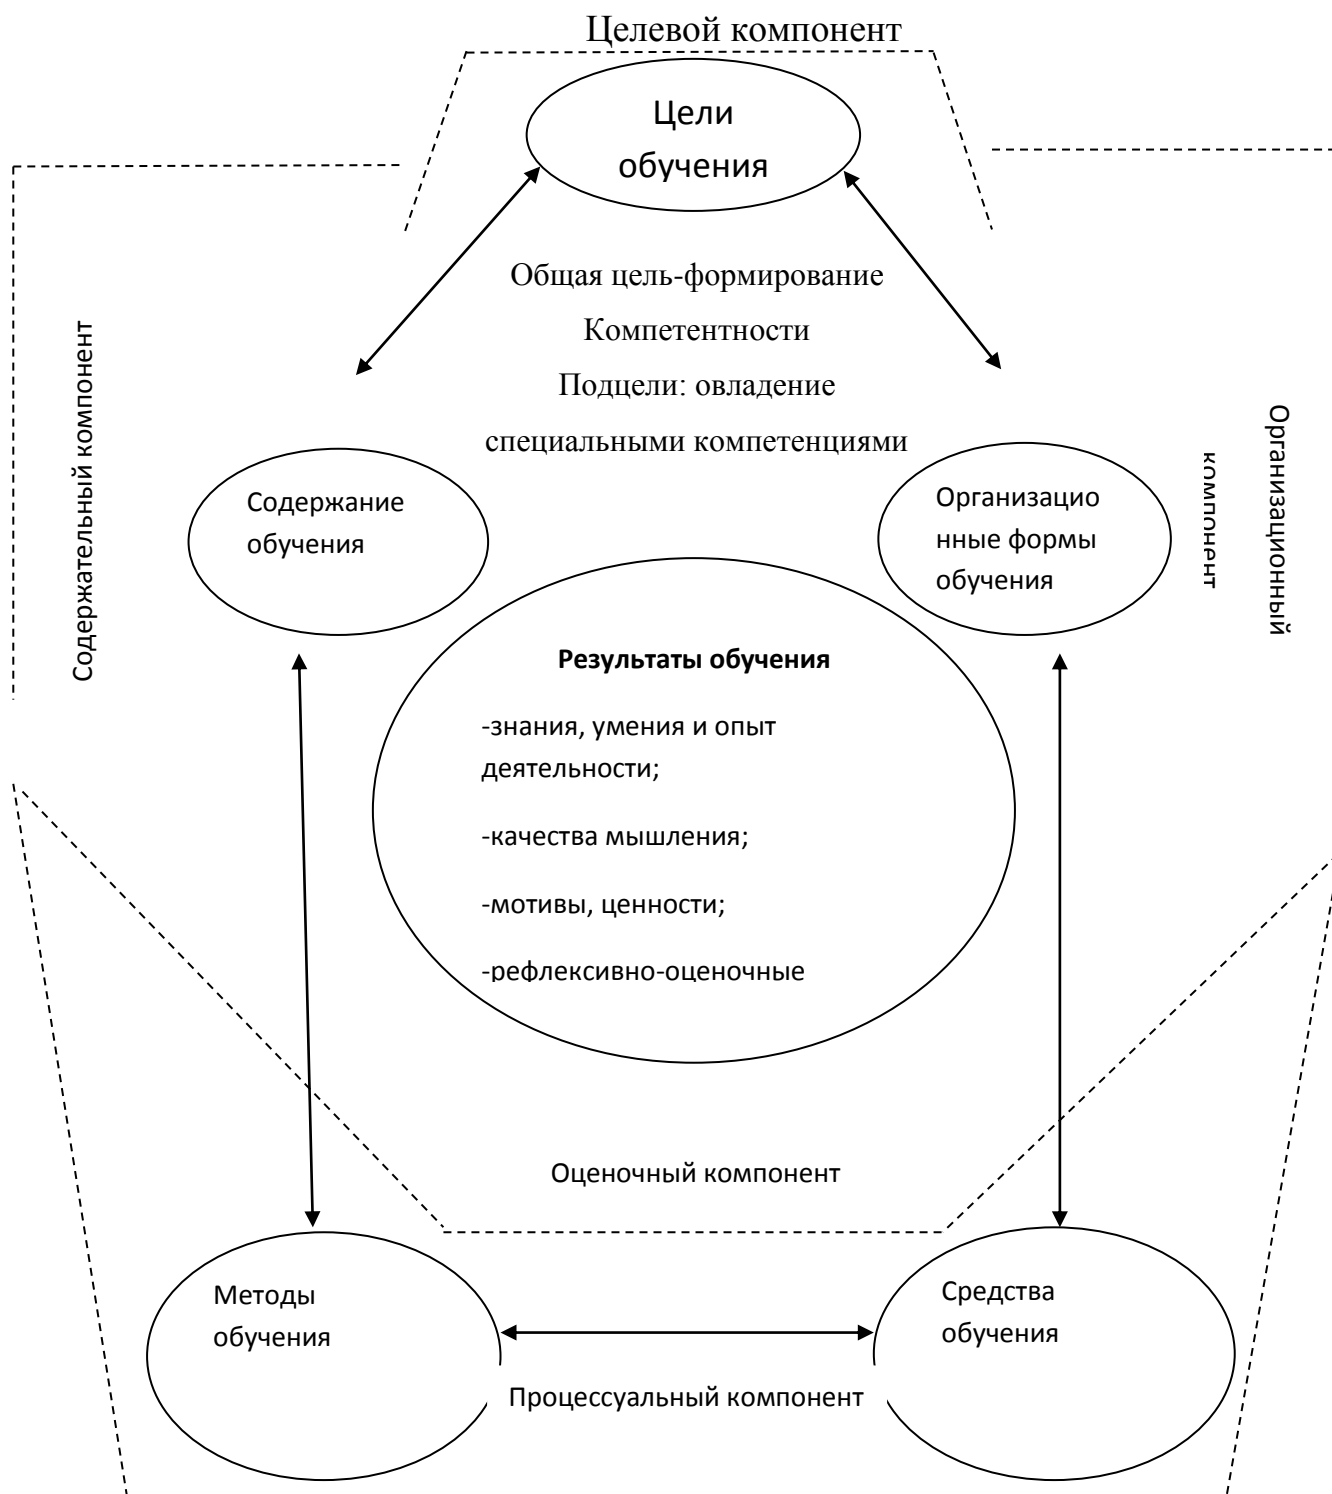 Целевой компонент
Цели
обучения
Общая цель-формирование
Компетентности
Подцели: овладение
специальными компетенциями
Содержательный компонент
Содержание
обучения
Организацио
нные формы
обучения
Организационный
компонент
Результаты обучения
-знания, умения и опыт
деятельности;
-качества мышления;
-мотивы, ценности;
-рефлексивно-оценочные
Оценочный компонент
Методы
обучения
Средства
обучения
Процессуальный компонент